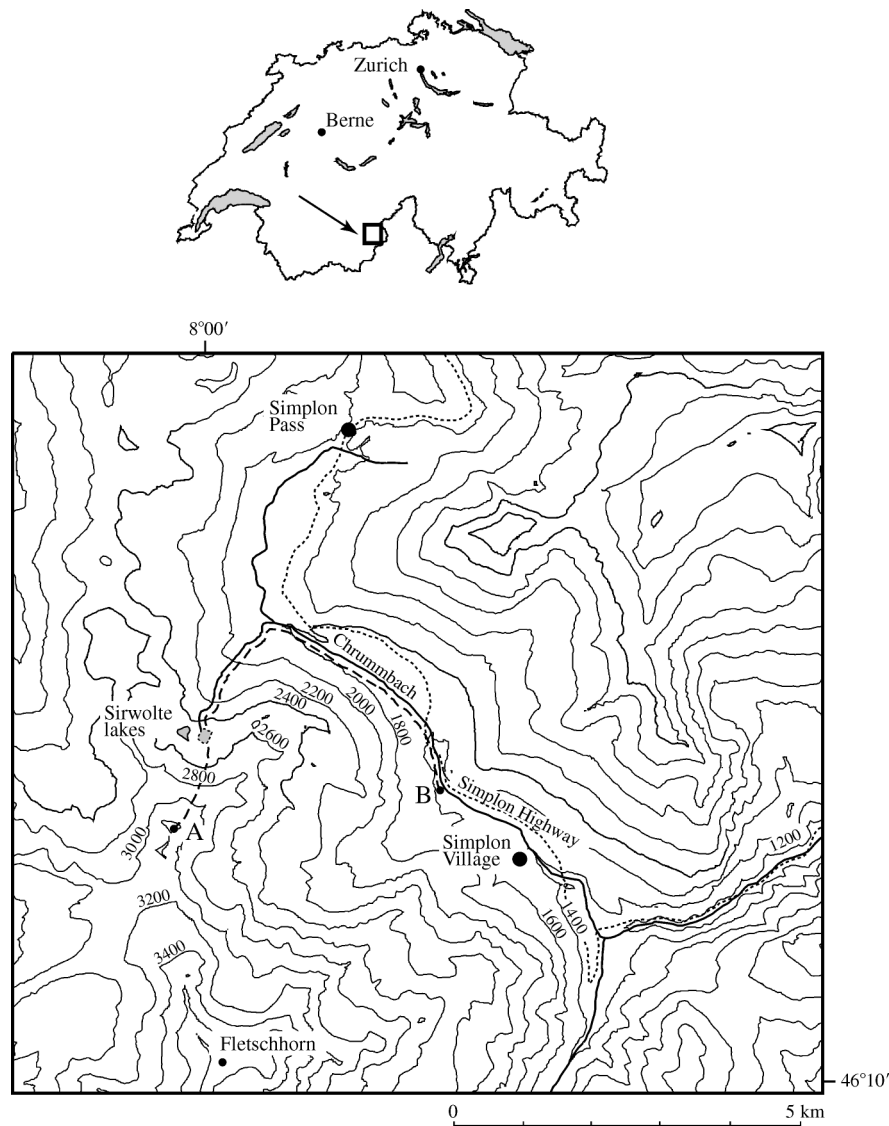 Zurich
Berne
8°00′
Simplon
Pass
Chrummbach
2400
2200
2000
1800
Sirwolte
lakes
2600
2800
B
Simplon Highway
A
3000
Simplon
Village
1200
3200
1400
1600
3400
Fletschhorn
46°10′
0
5 km